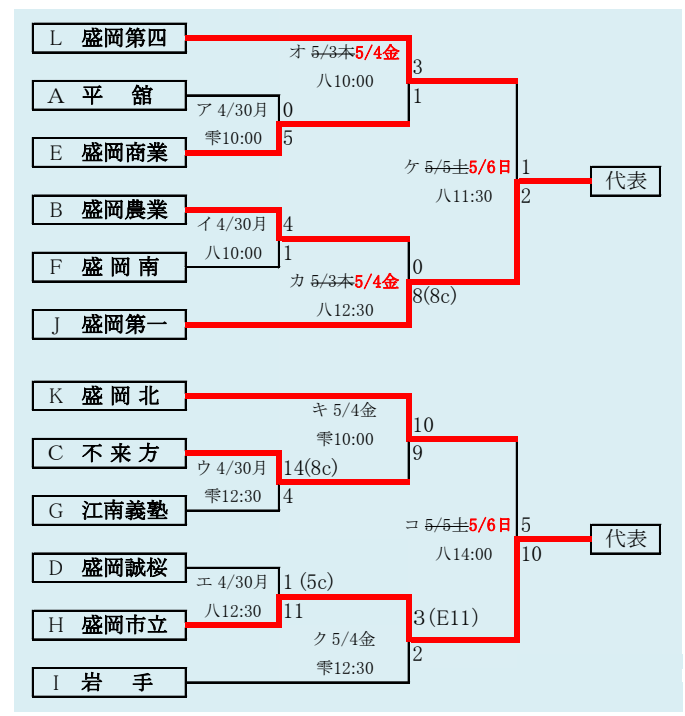 L 盛岡第四
オ 5/3木5/4金
八10:00
3
1
A 平 舘
ア 4/30月
雫10:00
0
5
E 盛岡商業
ケ 5/5土5/6日
八11:30
1
2
代表
B 盛岡農業
イ 4/30月
八10:00
4
1
F 盛 岡 南
カ 5/3木5/4金
八12:30
0
8(8c)
J 盛岡第一
K 盛 岡 北
キ 5/4金
雫10:00
10
9
C 不 来 方
ウ 4/30月
雫12:30
14(8c)
4
G 江南義塾
コ 5/5土5/6日
八14:00
5
10
代表
D 盛岡誠桜
エ 4/30月
八12:30
1 (5c)
11
H 盛岡市立
ク 5/4金
雫12:30
3(E11)
2
I 岩 手